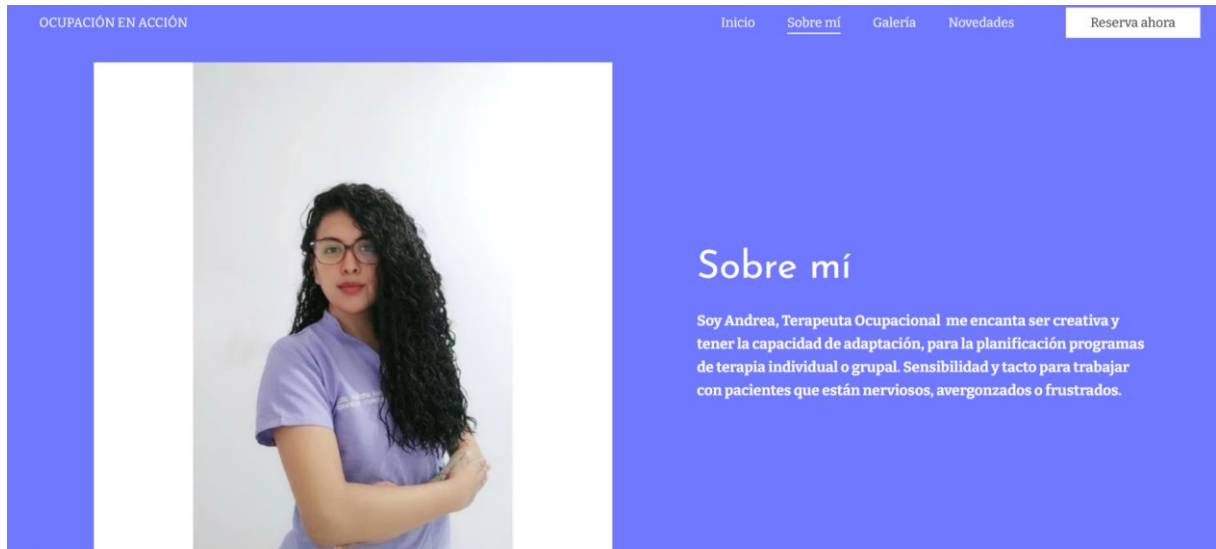 OCUPACIÓN EN ACCIÓN
Inicio Sobre mí Galería Novedades Reserva ahora
Sobre mí
Soy Andrea, Terapeuta Ocupacional me encanta ser creativa y
tener la capacidad de adaptación, para la planificación programas
de terapia individual o grupal. Sensibilidad y tacto para trabajar
con pacientes que están nerviosos, avergonzados o frustrados.